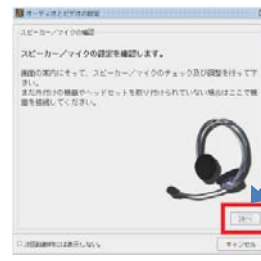 オーディオとビデオの設定
スピーカー／マイクの確認
スピーカー／マイクの設定を確認します。
画面の案内にそって、スピーカー／マイクのチェック及び調整を行って下
さい。
また外付けの機器やヘッドセットを取り付けられていない場合はここで機
器を接続してください。
次へ
次回起動時には表示しない。
キャンセル